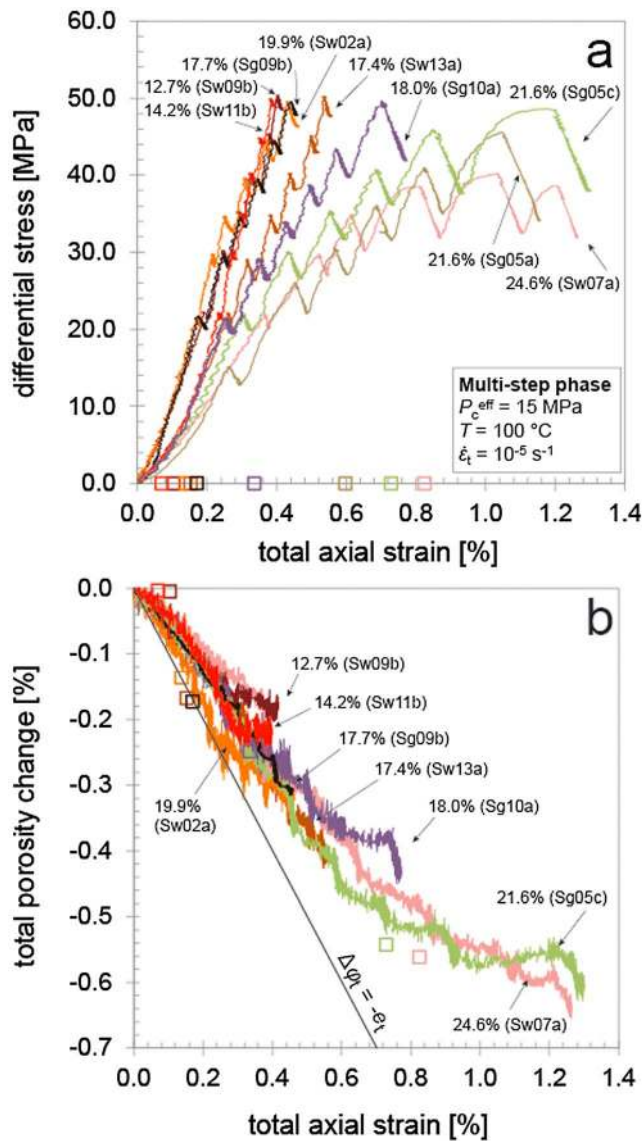 a
60.0
50.0
40.0
30.0
20.0
10.0
0.0
differential stress [MPa]
19.9% (Sw02a)
17.7% (Sg09b)
12.7% (Sw09b)
14.2% (Sw11b)
17.4% (Sw13a)
18.0% (Sg10a)
21.6% (Sg05c)
21.6% (Sg05a)
24.6% (Sw07a)
Multi-step phase
P_c^eff = 15 MPa
T = 100 °C
ε̇_t = 10^-5 s^-1
0.0 0.2 0.4 0.6 0.8 1.0 1.2 1.4
total axial strain [%]
b
0.0
-0.1
-0.2
-0.3
-0.4
-0.5
-0.6
-0.7
total porosity change [%]
12.7% (Sw09b)
14.2% (Sw11b)
17.7% (Sg09b)
17.4% (Sw13a)
19.9%
(Sw02a)
18.0% (Sg10a)
21.6% (Sg05c)
24.6% (Sw07a)
Δφ_t = -e_t
0.0 0.2 0.4 0.6 0.8 1.0 1.2 1.4
total axial strain [%]